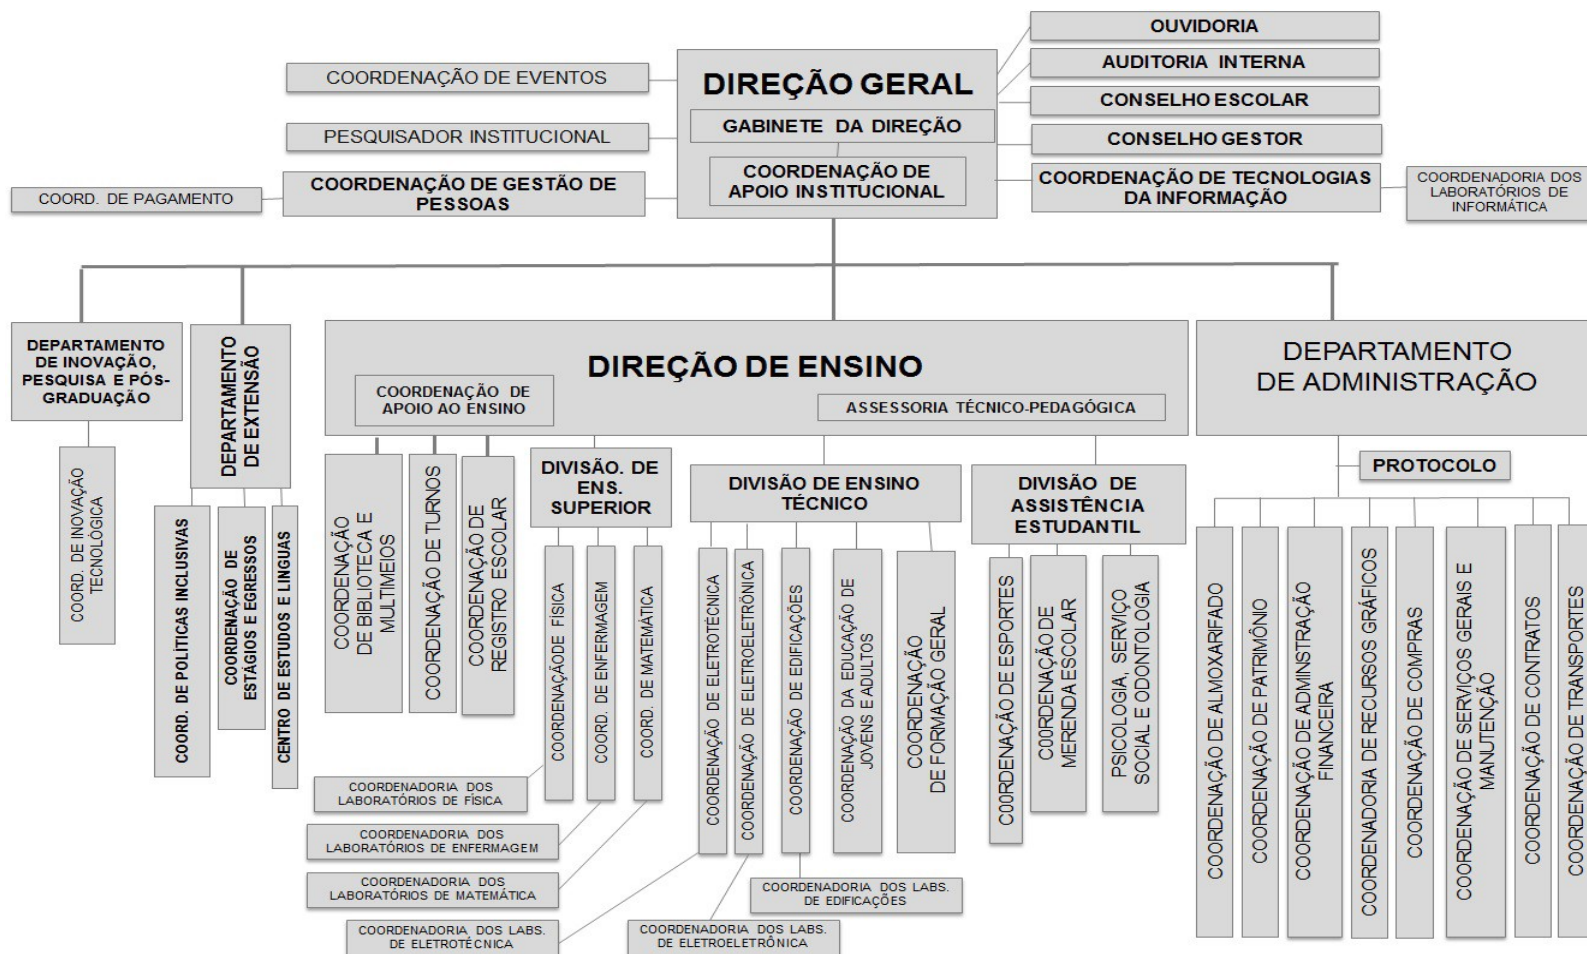 OUVIDORIA
AUDITORIA INTERNA
CONSELHO ESCOLAR
CONSELHO GESTOR
COORDENAÇÃO DE TECNOLOGIAS
DA INFORMAÇÃO
COORDENADORIA DOS
LABORATÓRIOS DE
INFORMÁTICA
COORDENAÇÃO DE EVENTOS
PESQUISADOR INSTITUCIONAL
COORDENAÇÃO DE GESTÃO DE
PESSOAS
COORD. DE PAGAMENTO
DIREÇÃO GERAL
GABINETE DA DIREÇÃO
COORDENAÇÃO DE
APOIO INSTITUCIONAL
DEPARTAMENTO
DE INOVAÇÃO,
PESQUISA E PÓS-
GRADUAÇÃO
COORD. DE INOVAÇÃO
TECNOLÓGICA
DEPARTAMENTO
DE EXTENSÃO
COORD. DE POLÍTICAS INCLUSIVAS
COORDENAÇÃO DE
ESTÁGIOS E EGRESSOS
CENTRO DE ESTUDOS E LINGUAS
DIREÇÃO DE ENSINO
COORDENAÇÃO DE
APOIO AO ENSINO
ASSESSORIA TÉCNICO-PEDAGÓGICA
COORDENAÇÃO
DE BIBLIOTECA E
MULTIMEIOS
COORDENAÇÃO DE TURNOS
COORDENAÇÃO DE
REGISTRO ESCOLAR
DIVISÃO. DE
ENS.
SUPERIOR
COORDENAÇÃODE FÍSICA
COORD. DE ENFERMAGEM
COORD. DE MATEMÁTICA
COORDENADORIA DOS
LABORATÓRIOS DE FÍSICA
COORDENADORIA DOS
LABORATÓRIOS DE ENFERMAGEM
COORDENADORIA DOS
LABORATÓRIOS DE MATEMÁTICA
DIVISÃO DE ENSINO
TÉCNICO
COORDENAÇÃO DE ELETROTÉCNICA
COORDENAÇÃO DE ELETROELETRÔNICA
COORDENAÇÃO DE EDIFICAÇÕES
COORDENAÇÃO DA EDUCAÇÃO DE
JOVENS E ADULTOS
COORDENAÇÃO
DE FORMAÇÃO GERAL
COORDENADORIA DOS LABS.
DE ELETROTÉCNICA
COORDENADORIA DOS LABS.
DE ELETROELETRÔNICA
COORDENADORIA DOS LABS.
DE EDIFICAÇÕES
DIVISÃO DE
ASSISTÊNCIA
ESTUDANTIL
C00RDENAÇÃO DE ESPORTES
C00RDENAÇÃO DE
MERENDA ESCOLAR
PSICOLOGIA, SERVIÇO
SOCIAL E ODONTOLOGIA
DEPARTAMENTO
DE ADMINISTRAÇÃO
PROTOCOLO
COORDENAÇÃO DE ALMOXARIFADO
COORDENAÇÃO DE PATRIMÔNIO
COORDENAÇÃO DE ADMINISTRAÇÃO
FINANCEIRA
COORDENADORIA DE RECURSOS GRÁFICOS
COORDENAÇÃO DE COMPRAS
COORDENAÇÃO DE SERVIÇOS GERAIS E
MANUTENÇÃO
COORDENAÇÃO DE CONTRATOS
COORDENAÇÃO DE TRANSPORTES